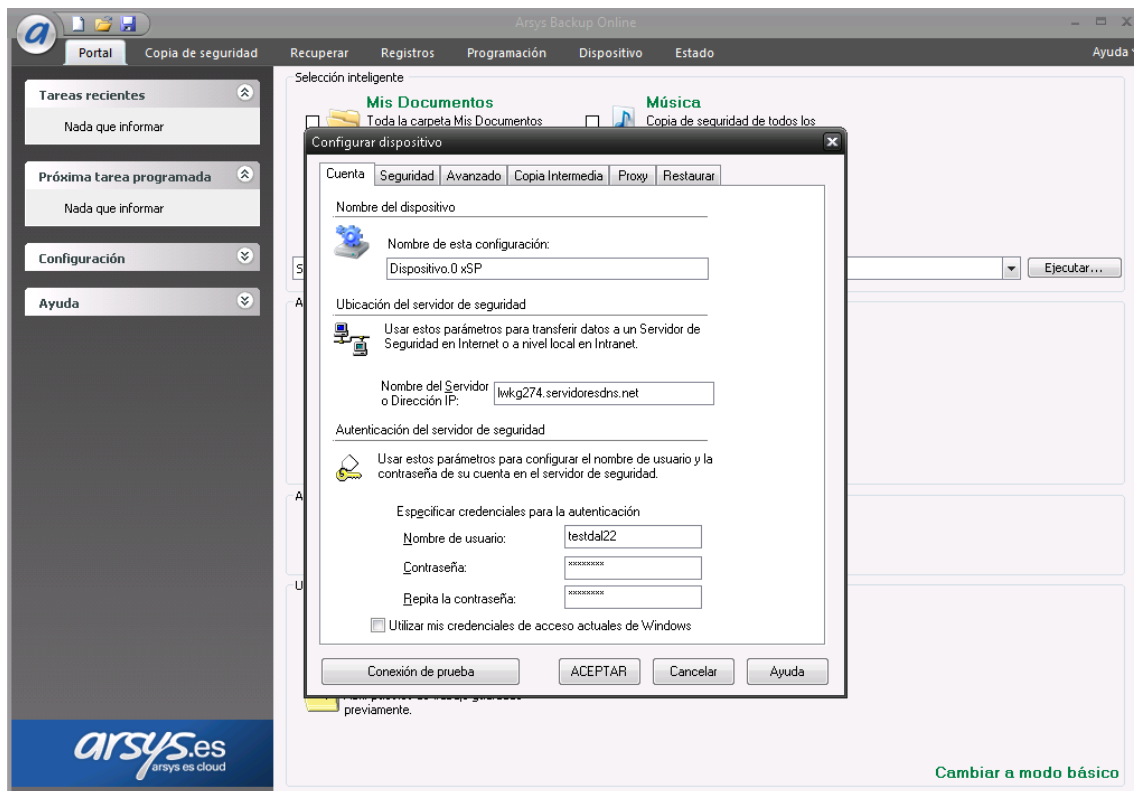 Arsys Backup Online
Portal
Copia de seguridad
Recuperar
Registros
Programación
Dispositivo
Estado
Ayuda
Tareas recientes
Nada que informar
Próxima tarea programada
Nada que informar
Configuración
Ayuda
Selección inteligente
Mis Documentos
Toda la carpeta Mis Documentos
Música
Copia de seguridad de todos los
S
Ejecutar...
A
A
U
Configurar dispositivo
Cuenta
Seguridad
Avanzado
Copia Intermedia
Proxy
Restaurar
Nombre del dispositivo
Nombre de esta configuración:
Dispositivo.0 xSP
Ubicación del servidor de seguridad
Usar estos parámetros para transferir datos a un Servidor de
Seguridad en Internet o a nivel local en Intranet.
Nombre del Servidor
o Dirección IP:
lwkg274.servidoresdns.net
Autenticación del servidor de seguridad
Usar estos parámetros para configurar el nombre de usuario y la
contraseña de su cuenta en el servidor de seguridad.
Especificar credenciales para la autenticación
Nombre de usuario:
testdal22
Contraseña:
xxxxxxxx
Repita la contraseña:
xxxxxxxx
Utilizar mis credenciales de acceso actuales de Windows
Conexión de prueba
ACEPTAR
Cancelar
Ayuda
previamente.
arsys.es
arsys es cloud
Cambiar a modo básico